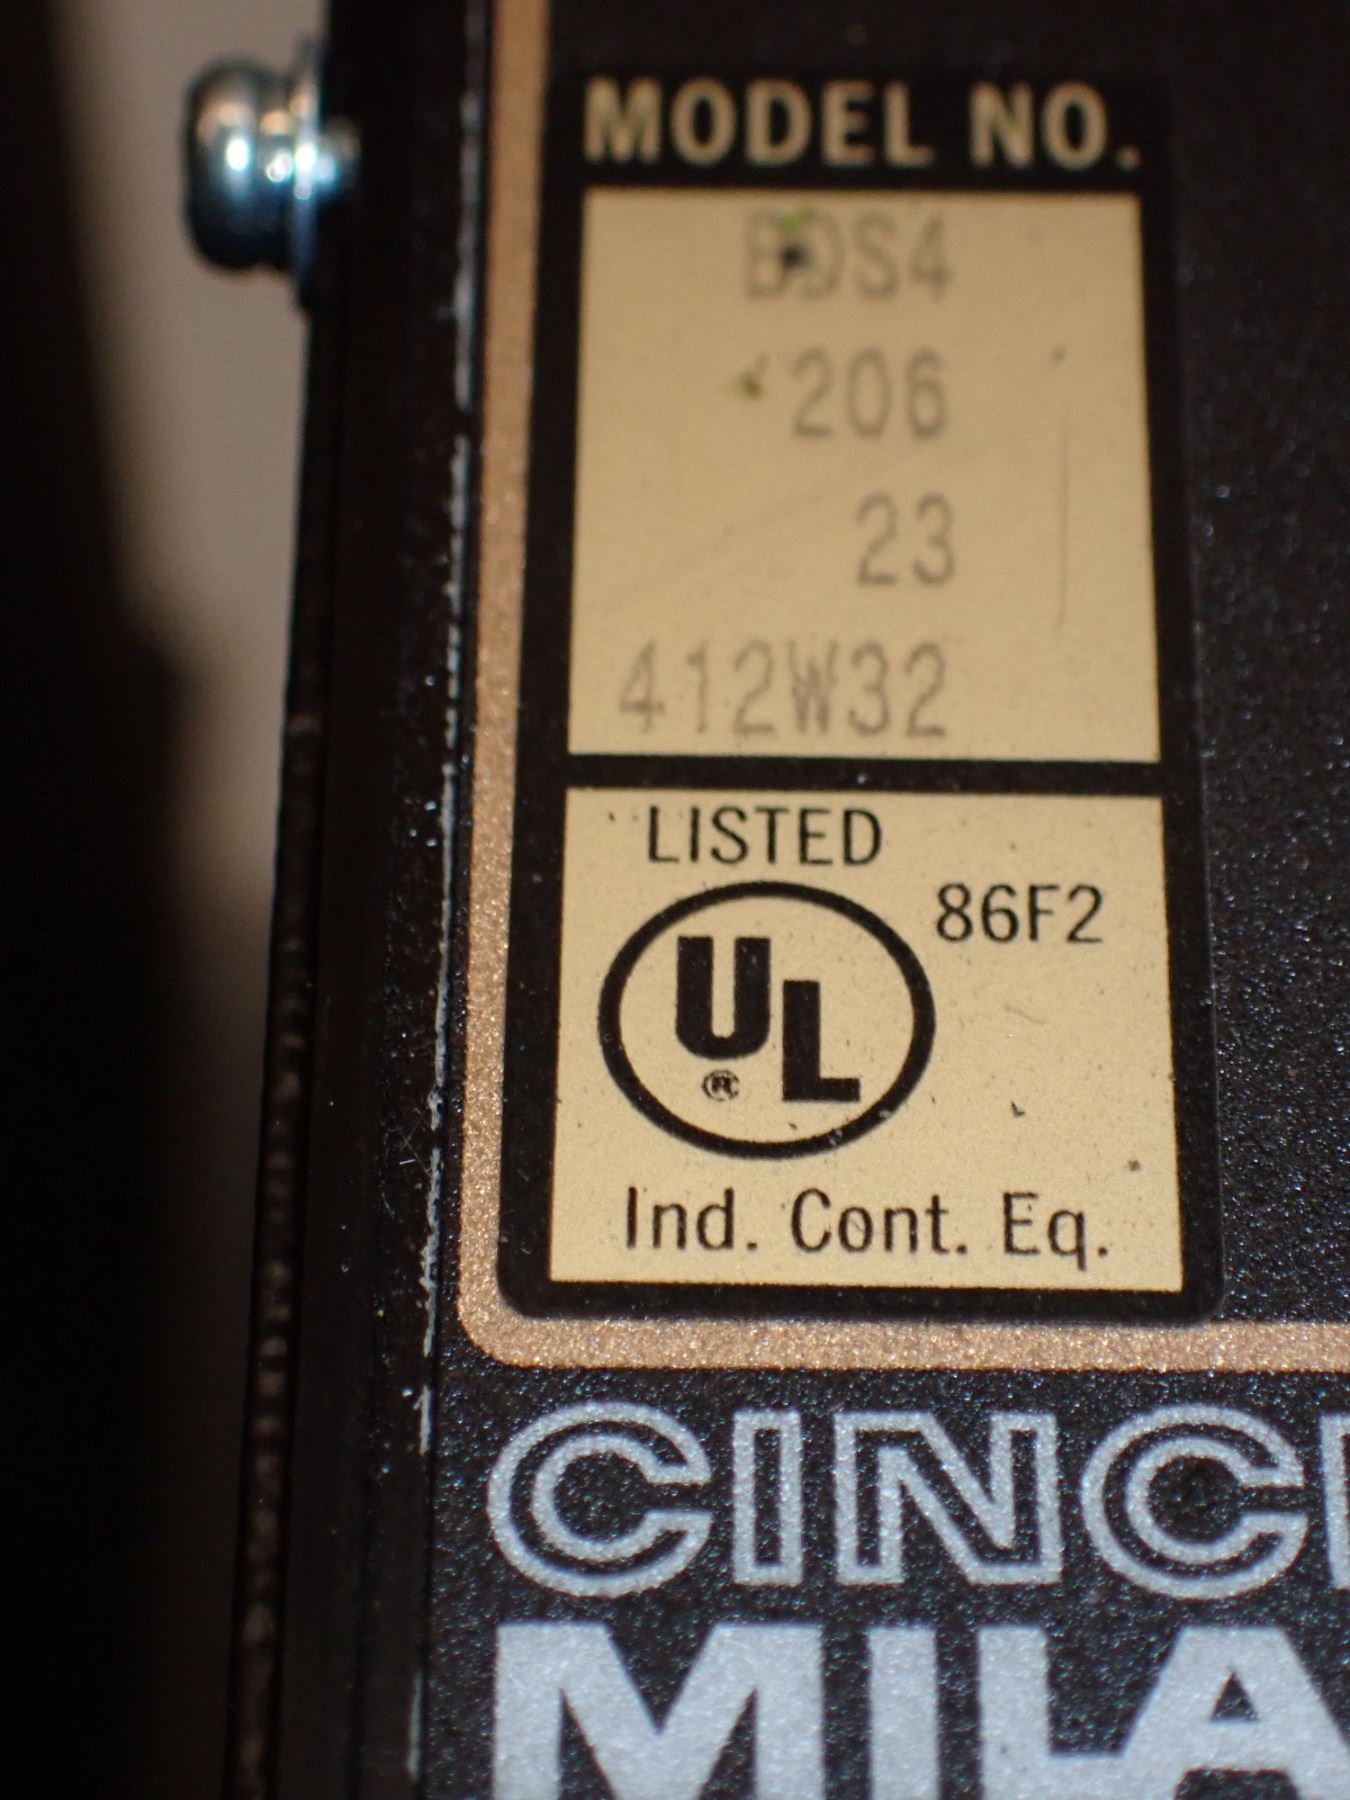 MODEL NO.
BDS4
206
23
412W32
LISTED
86F2
UL
®
Ind. Cont. Eq.
CINC
MILA